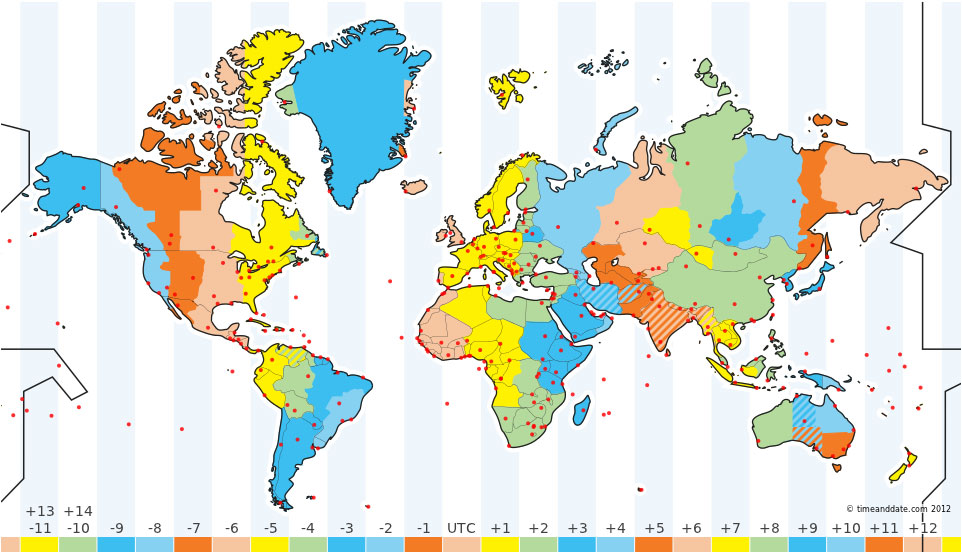 © timeanddate.com 2012
+13 +14
-11 -10 -9 -8 -7 -6 -5 -4 -3 -2 -1 UTC +1 +2 +3 +4 +5 +6 +7 +8 +9 +10 +11 +12